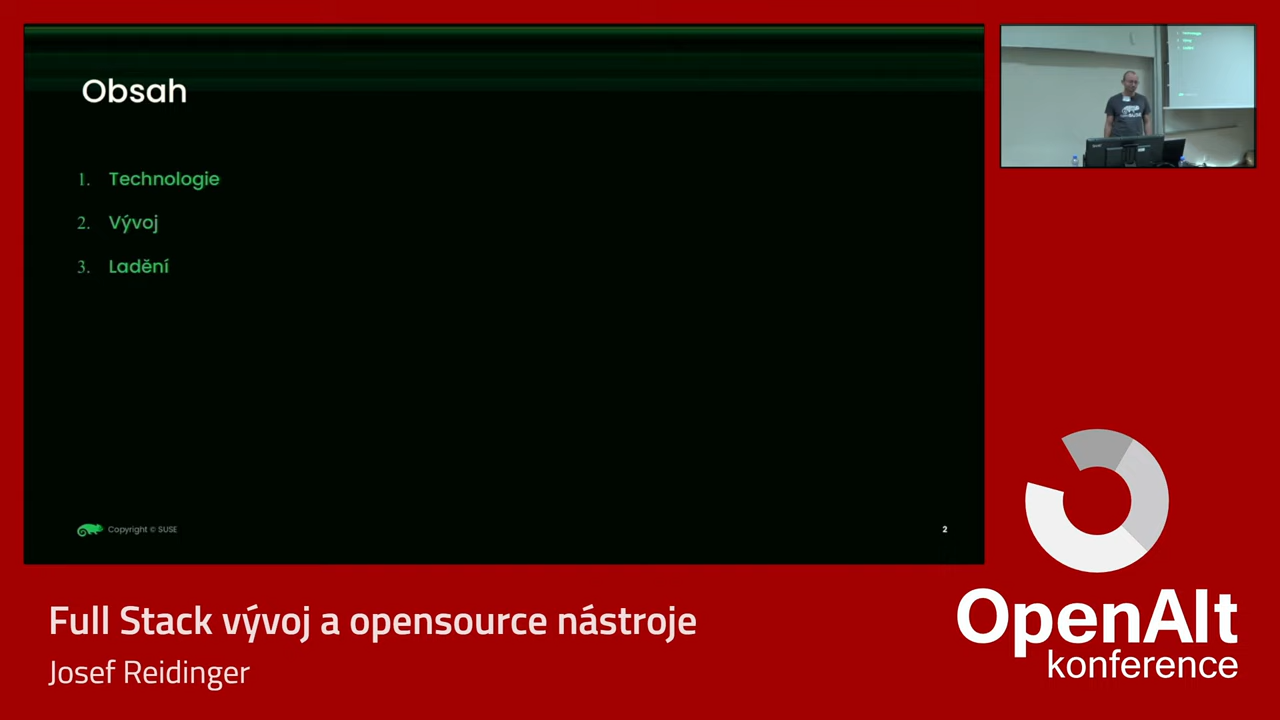 Obsah
1. Technologie
2. Vývoj
3. Ladění
Copyright © SUSE
2
Full Stack vývoj a opensource nástroje
Josef Reidinger
OpenAlt
konference